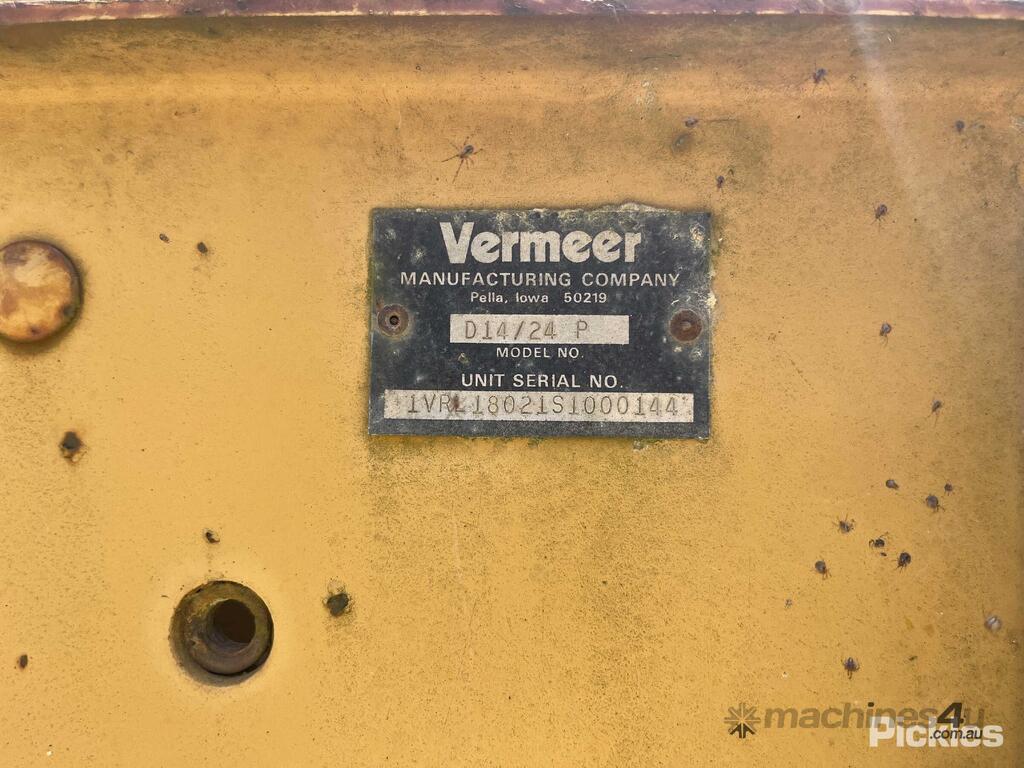 Vermeer
MANUFACTURING COMPANY
Pella, Iowa 50219
D14/24 P
MODEL NO.
UNIT SERIAL NO.
1VRL18021S1000144
machines4u
.com.au
Pickles